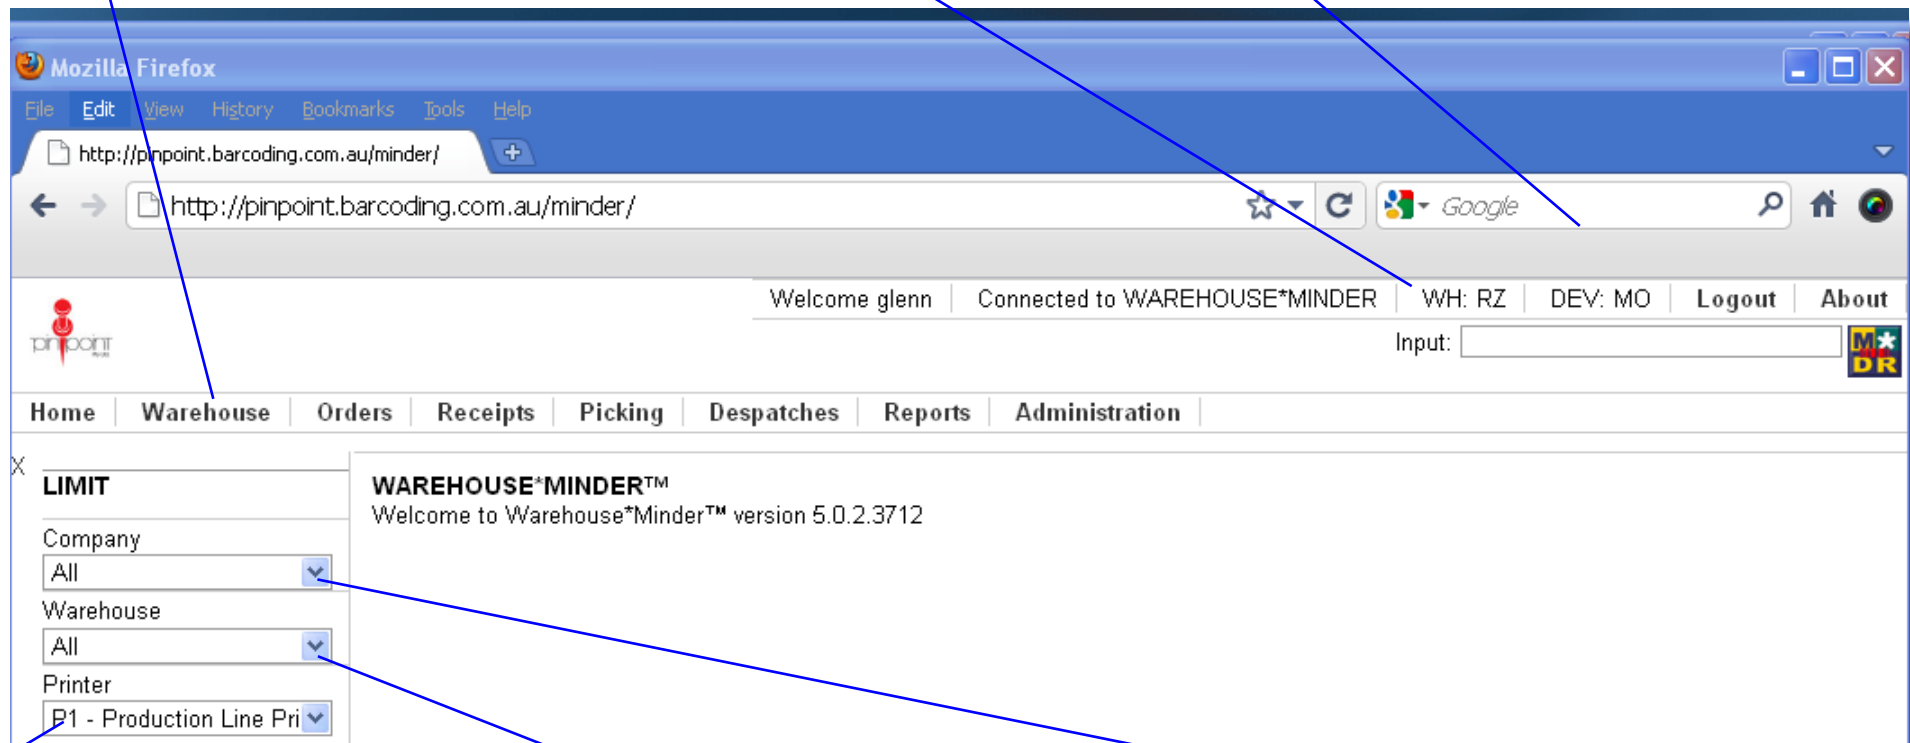 Mozilla Firefox
File Edit View History Bookmarks Tools Help
http://pinpoint.barcoding.com.au/minder/
http://pinpoint.barcoding.com.au/minder/ Google
Welcome glenn Connected to WAREHOUSE*MINDER WH: RZ DEV: MO Logout About
pinpoint
Input:
M* DR
Home Warehouse Orders Receipts Picking Despatches Reports Administration
X
LIMIT
WAREHOUSE*MINDER™
Welcome to Warehouse*Minder™ version 5.0.2.3712
Company
All
Warehouse
All
Printer
P1 - Production Line Pri